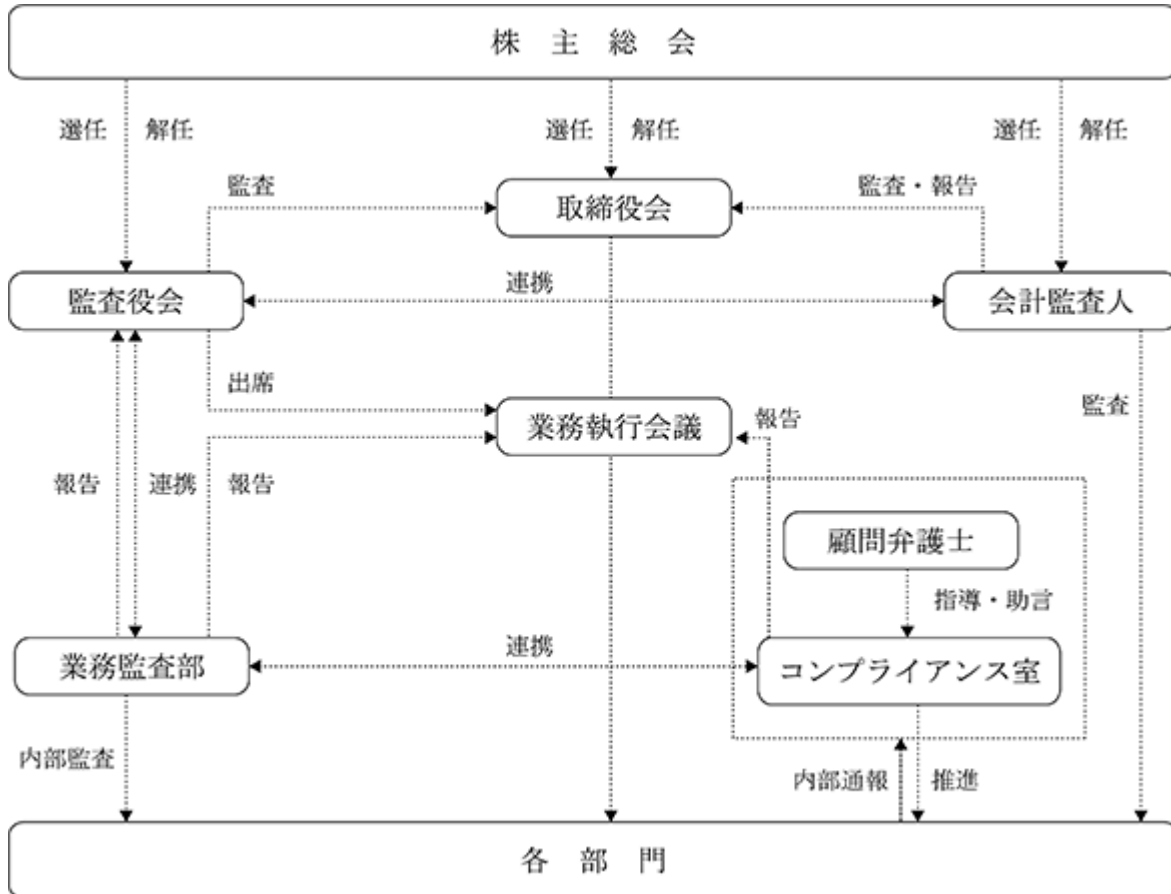 株 主 総 会
選任 解任
選任 解任
選任 解任
監査
取締役会
監査・報告
監査役会
連携
会計監査人
出席
業務執行会議
報告
監査
報告
連携
報告
顧問弁護士
指導・助言
業務監査部
連携
コンプライアンス室
内部監査
内部通報
推進
各 部 門